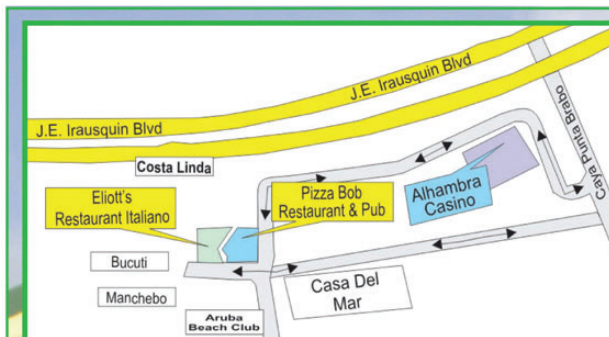 J.E. Irausquin Blvd
J.E. Irausquin Blvd
Caya Punta Brabo
Costa Linda
Eliott's
Restaurant Italiano
Pizza Bob
Restaurant & Pub
Alhambra
Casino
Bucuti
Manchebo
Casa Del
Mar
Aruba
Beach Club